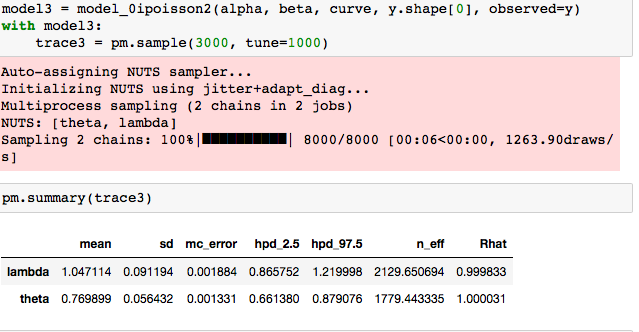 model3 = model_0ipoisson2(alpha, beta, curve, y.shape[0], observed=y)
with model3:
    trace3 = pm.sample(3000, tune=1000)
Auto-assigning NUTS sampler...
Initializing NUTS using jitter+adapt_diag...
Multiprocess sampling (2 chains in 2 jobs)
NUTS: [theta, lambda]
Sampling 2 chains: 100%|██████████| 8000/8000 [00:06<00:00, 1263.90draws/
s]
pm.summary(trace3)
mean sd mc_error hpd_2.5 hpd_97.5 n_eff Rhat
lambda 1.047114 0.091194 0.001884 0.865752 1.219998 2129.650694 0.999833
theta 0.769899 0.056432 0.001331 0.661380 0.879076 1779.443335 1.000031